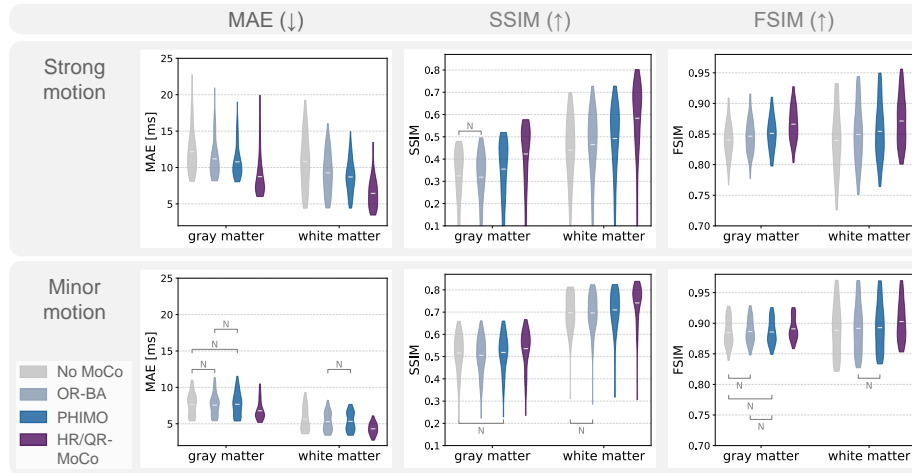 MAE (↓) SSIM (↑) FSIM (↑)
Strong
motion
MAE [ms]
25
20
15
10
5
gray matter white matter
SSIM
0.8
0.7
0.6
0.5
0.4
0.3
0.2
0.1
N
gray matter white matter
FSIM
0.95
0.90
0.85
0.80
0.75
0.70
gray matter white matter
Minor
motion
No MoCo
OR-BA
PHIMO
HR/QR-
MoCo
MAE [ms]
25
20
15
10
5
N
N
N
N
gray matter white matter
SSIM
0.8
0.7
0.6
0.5
0.4
0.3
0.2
0.1
N
N
gray matter white matter
FSIM
0.95
0.90
0.85
0.80
0.75
0.70
N
N
N
N
gray matter white matter